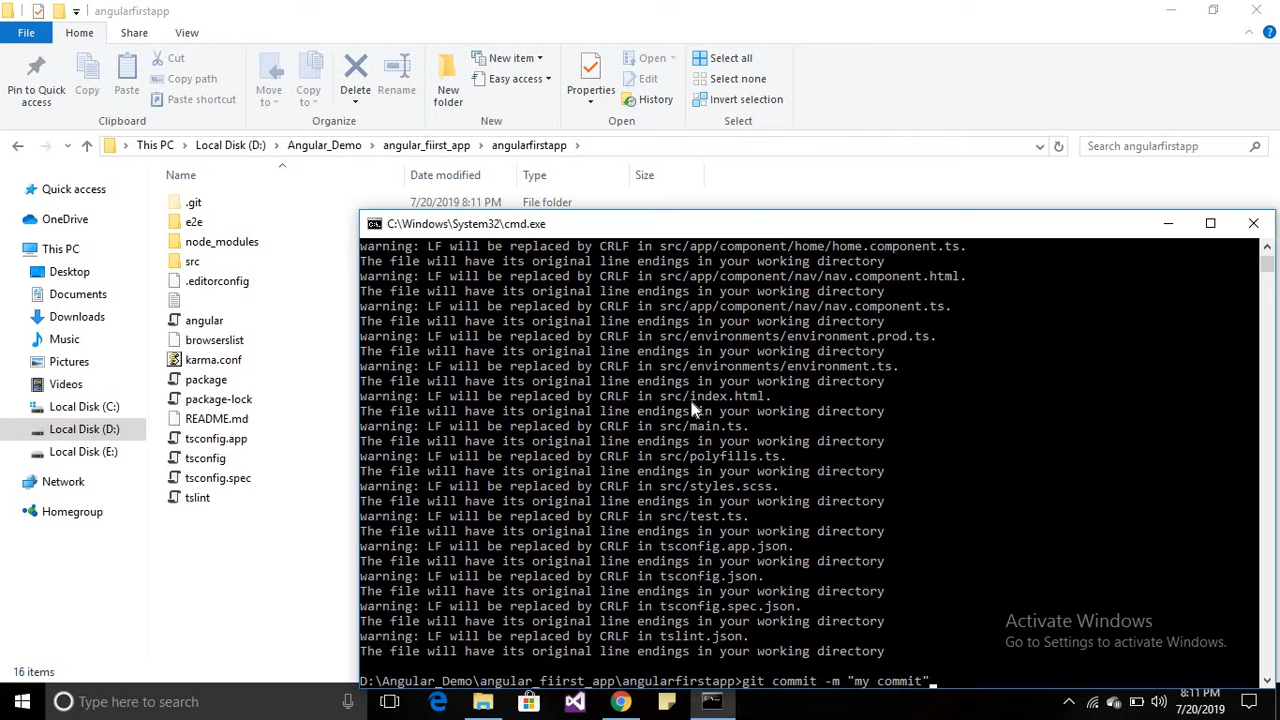 angularfirstapp
File Home Share View
Pin to Quick access
Copy
Paste
Cut
Copy path
Paste shortcut
Clipboard
Move to
Copy to
Delete
Rename
Organize
New folder
New item
Easy access
New
Properties
Open
Edit
History
Open
Select all
Select none
Invert selection
Select
This PC Local Disk (D:) Angular_Demo angular_fiirst_app angularfirstapp
Search angularfirstapp
Name Date modified Type Size
Quick access
OneDrive
This PC
Desktop
Documents
Downloads
Music
Pictures
Videos
Local Disk (C:)
Local Disk (D:)
Local Disk (E:)
Network
Homegroup
.git 7/20/2019 8:11 PM File folder
e2e
node_modules
src
.editorconfig
angular
browserslist
karma.conf
package
package-lock
README.md
tsconfig.app
tsconfig
tsconfig.spec
tslint
16 items
C:\Windows\System32\cmd.exe
warning: LF will be replaced by CRLF in src/app/component/home/home.component.ts.
The file will have its original line endings in your working directory
warning: LF will be replaced by CRLF in src/app/component/nav/nav.component.html.
The file will have its original line endings in your working directory
warning: LF will be replaced by CRLF in src/app/component/nav/nav.component.ts.
The file will have its original line endings in your working directory
warning: LF will be replaced by CRLF in src/environments/environment.prod.ts.
The file will have its original line endings in your working directory
warning: LF will be replaced by CRLF in src/environments/environment.ts.
The file will have its original line endings in your working directory
warning: LF will be replaced by CRLF in src/index.html.
The file will have its original line endings in your working directory
warning: LF will be replaced by CRLF in src/main.ts.
The file will have its original line endings in your working directory
warning: LF will be replaced by CRLF in src/polyfills.ts.
The file will have its original line endings in your working directory
warning: LF will be replaced by CRLF in src/styles.scss.
The file will have its original line endings in your working directory
warning: LF will be replaced by CRLF in src/test.ts.
The file will have its original line endings in your working directory
warning: LF will be replaced by CRLF in tsconfig.app.json.
The file will have its original line endings in your working directory
warning: LF will be replaced by CRLF in tsconfig.json.
The file will have its original line endings in your working directory
warning: LF will be replaced by CRLF in tsconfig.spec.json.
The file will have its original line endings in your working directory
warning: LF will be replaced by CRLF in tslint.json.
The file will have its original line endings in your working directory
D:\Angular_Demo\angular_fiirst_app\angularfirstapp>git commit -m "my commit"
Activate Windows
Go to Settings to activate Windows.
Type here to search
8:11 PM
7/20/2019